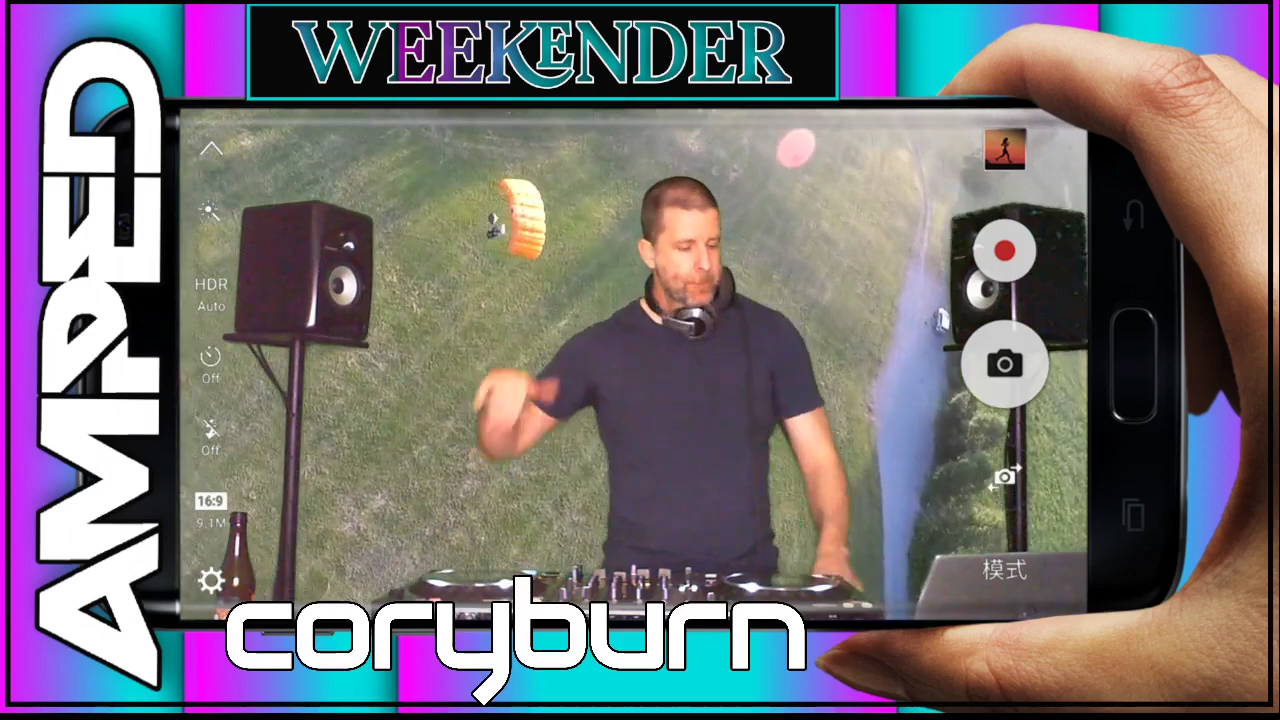 WEEKENDER
AMPED
HDR
Auto
Off
Off
16:9
9.1M
模式
coryburn